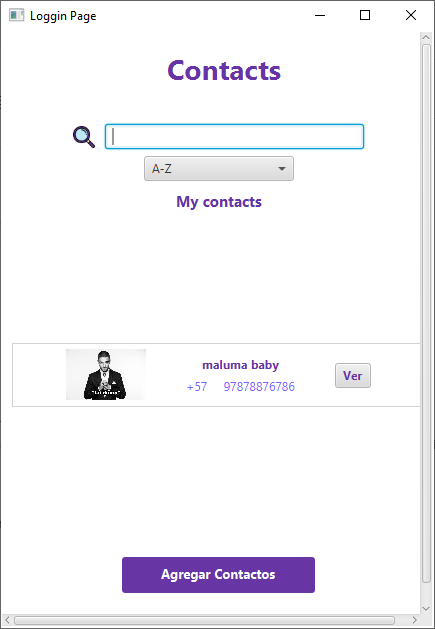 Loggin Page
Contacts
A-Z
My contacts
maluma baby
+57 97878876786
Ver
Agregar Contactos